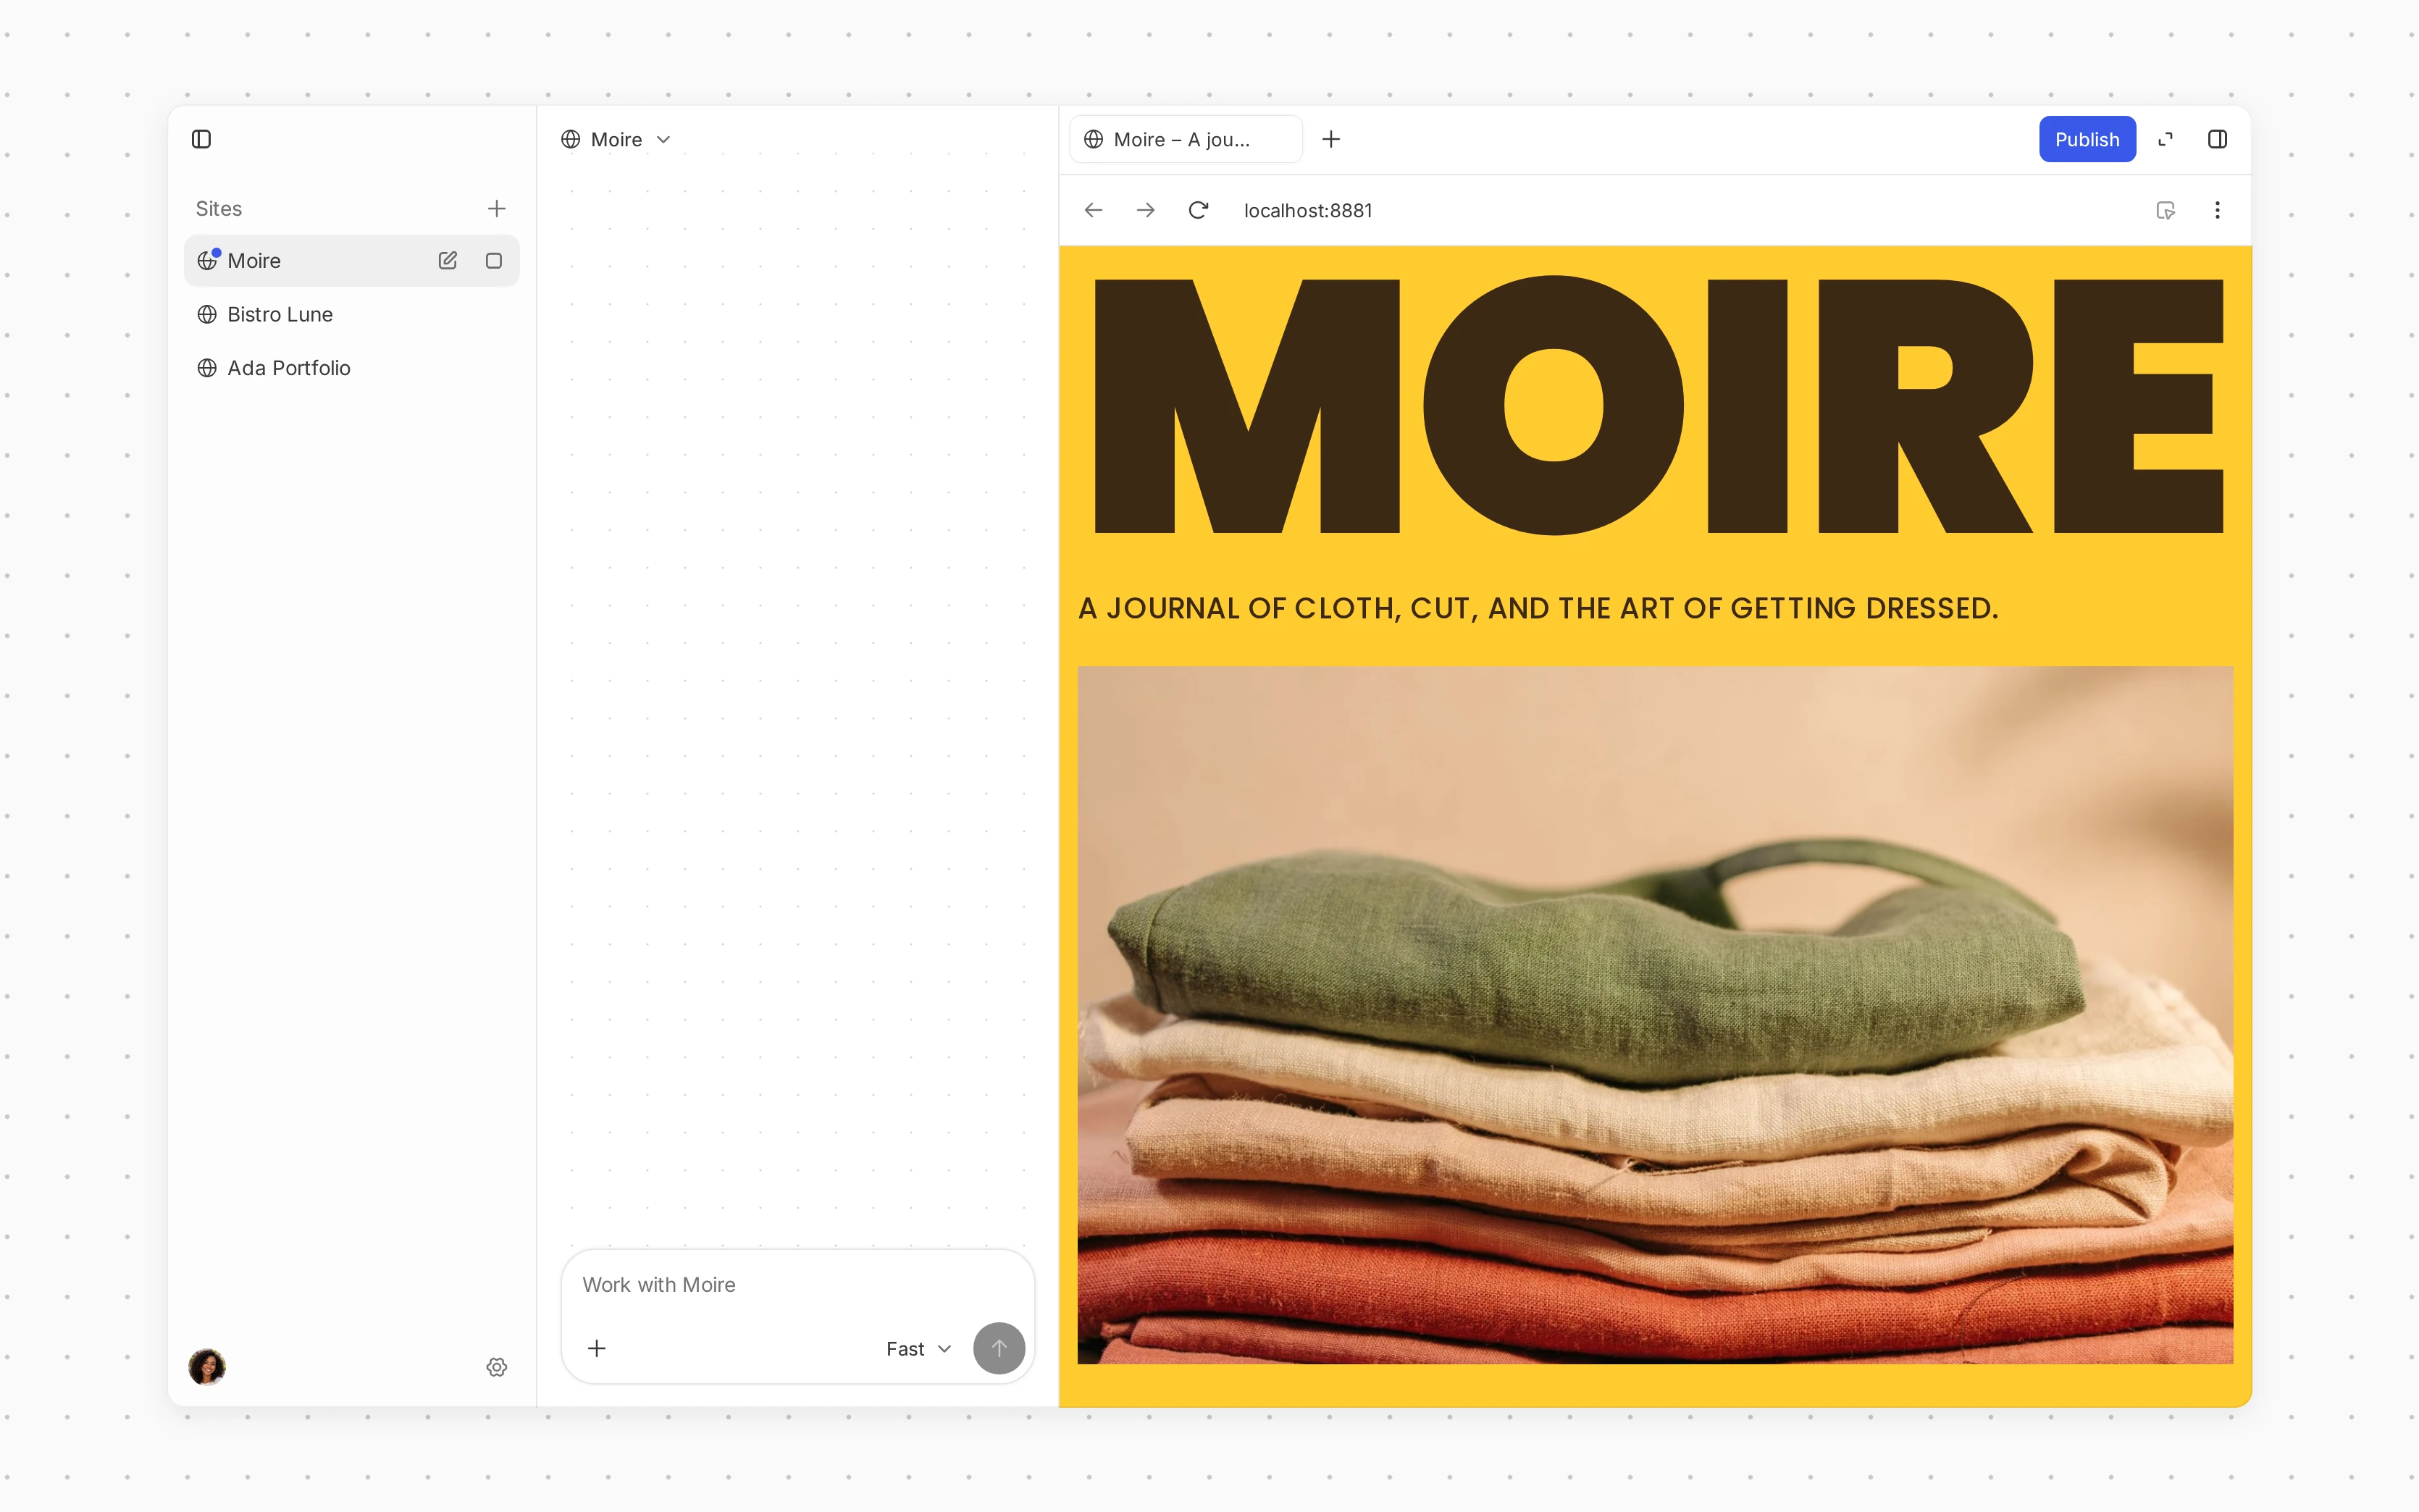 Sites
Moire
Bistro Lune
Ada Portfolio
Moire
Work with Moire
Fast
Moire – A jou...
Publish
localhost:8881
MOIRE
A JOURNAL OF CLOTH, CUT, AND THE ART OF GETTING DRESSED.